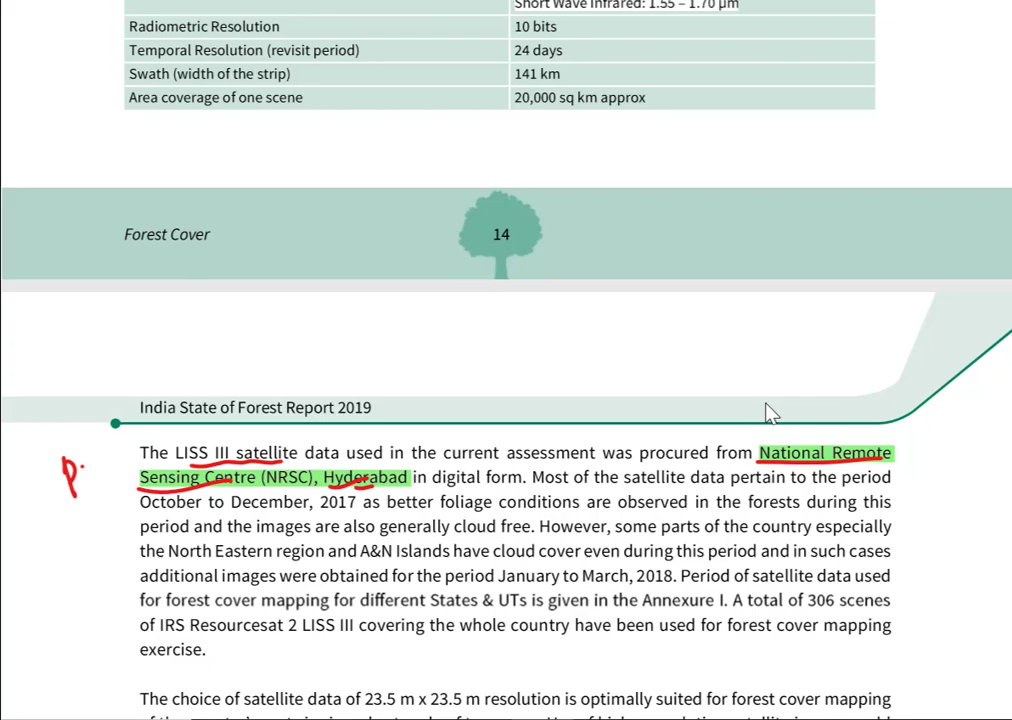 Short Wave Infrared: 1.55 – 1.70 µm
Radiometric Resolution 10 bits
Temporal Resolution (revisit period) 24 days
Swath (width of the strip) 141 km
Area coverage of one scene 20,000 sq km approx
Forest Cover 14
India State of Forest Report 2019
The LISS III satellite data used in the current assessment was procured from National Remote
Sensing Centre (NRSC), Hyderabad in digital form. Most of the satellite data pertain to the period
October to December, 2017 as better foliage conditions are observed in the forests during this
period and the images are also generally cloud free. However, some parts of the country especially
the North Eastern region and A&N Islands have cloud cover even during this period and in such cases
additional images were obtained for the period January to March, 2018. Period of satellite data used
for forest cover mapping for different States & UTs is given in the Annexure I. A total of 306 scenes
of IRS Resourcesat 2 LISS III covering the whole country have been used for forest cover mapping
exercise.
The choice of satellite data of 23.5 m x 23.5 m resolution is optimally suited for forest cover mapping